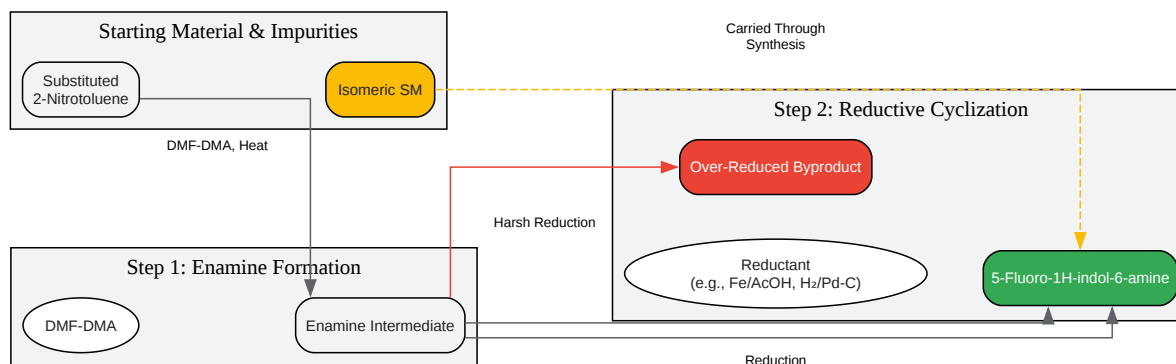 Starting Material & Impurities
Substituted
2-Nitrotoluene
Isomeric SM
Carried Through
Synthesis
DMF-DMA, Heat
Step 2: Reductive Cyclization
Over-Reduced Byproduct
Harsh Reduction
Reductant
(e.g., Fe/AcOH, H₂/Pd-C)
5-Fluoro-1H-indol-6-amine
Step 1: Enamine Formation
DMF-DMA
Enamine Intermediate
Reduction